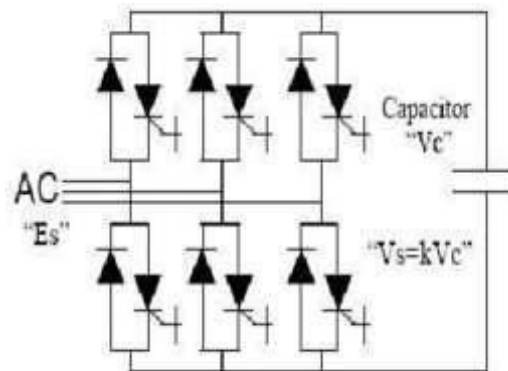 Capacitor
“Vc”
AC
“Es”
“Vs=kVc”